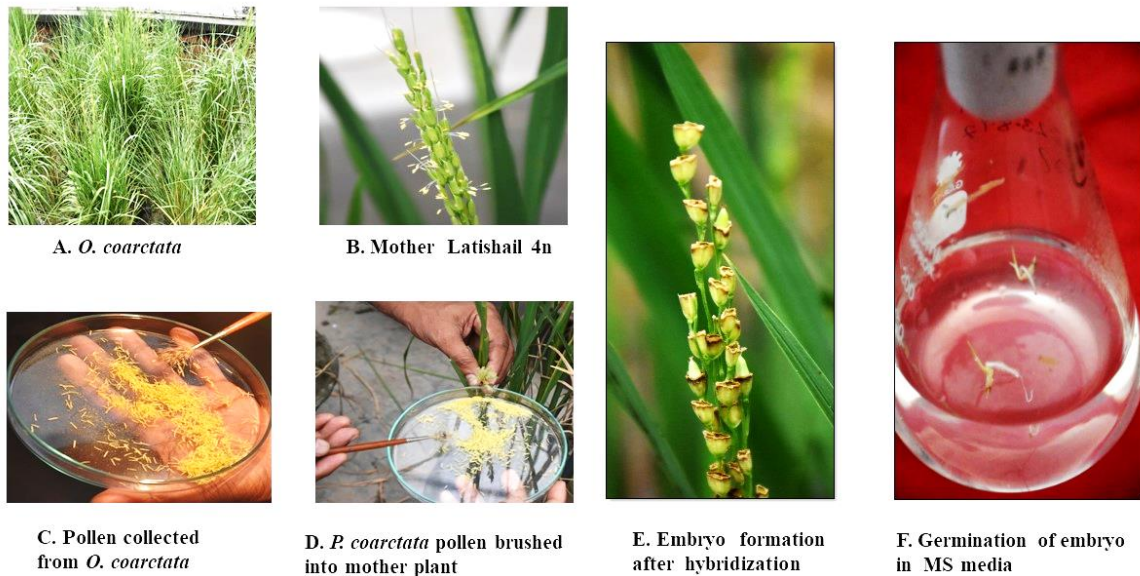 A. O. coarctata
B. Mother Latishail 4n
C. Pollen collected
from O. coarctata
D. P. coarctata pollen brushed
into mother plant
E. Embryo formation
after hybridization
F. Germination of embryo
in MS media